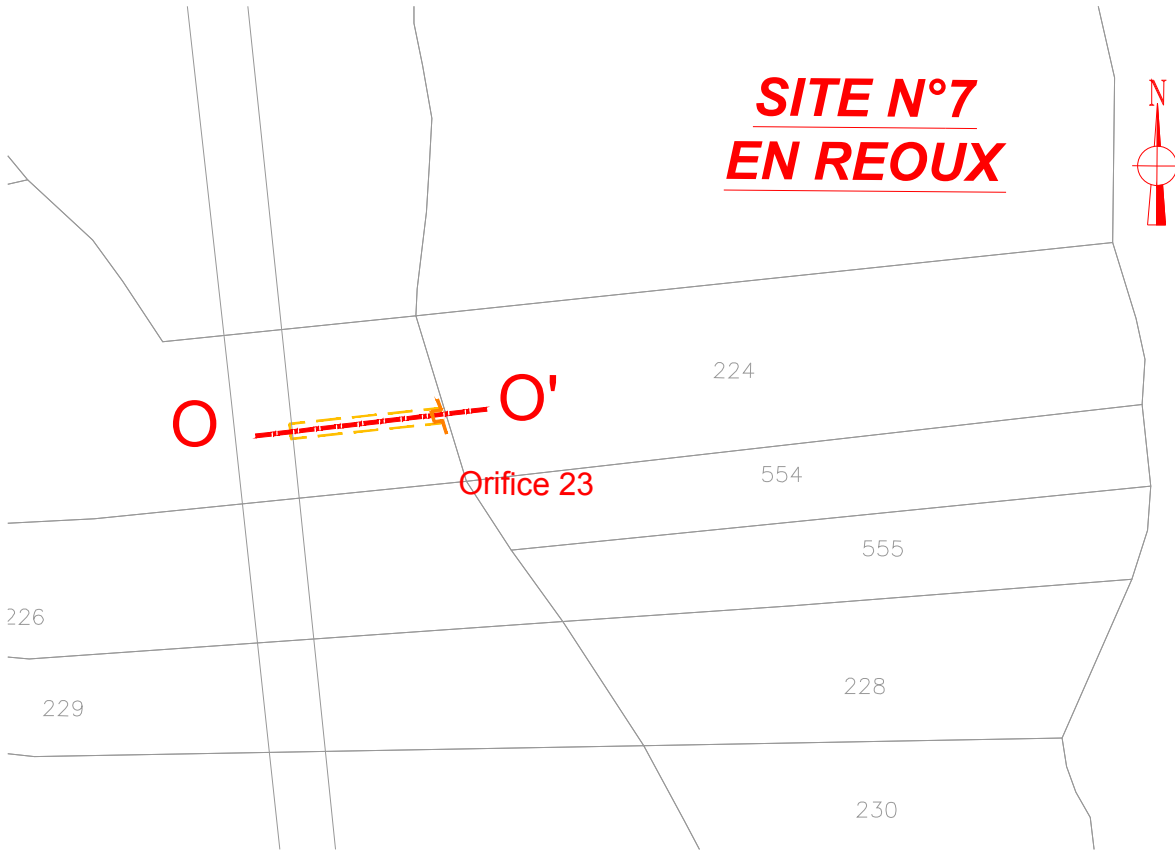 SITE N°7
EN REOUX
N
224
O
O'
Orifice 23
554
555
226
228
229
230